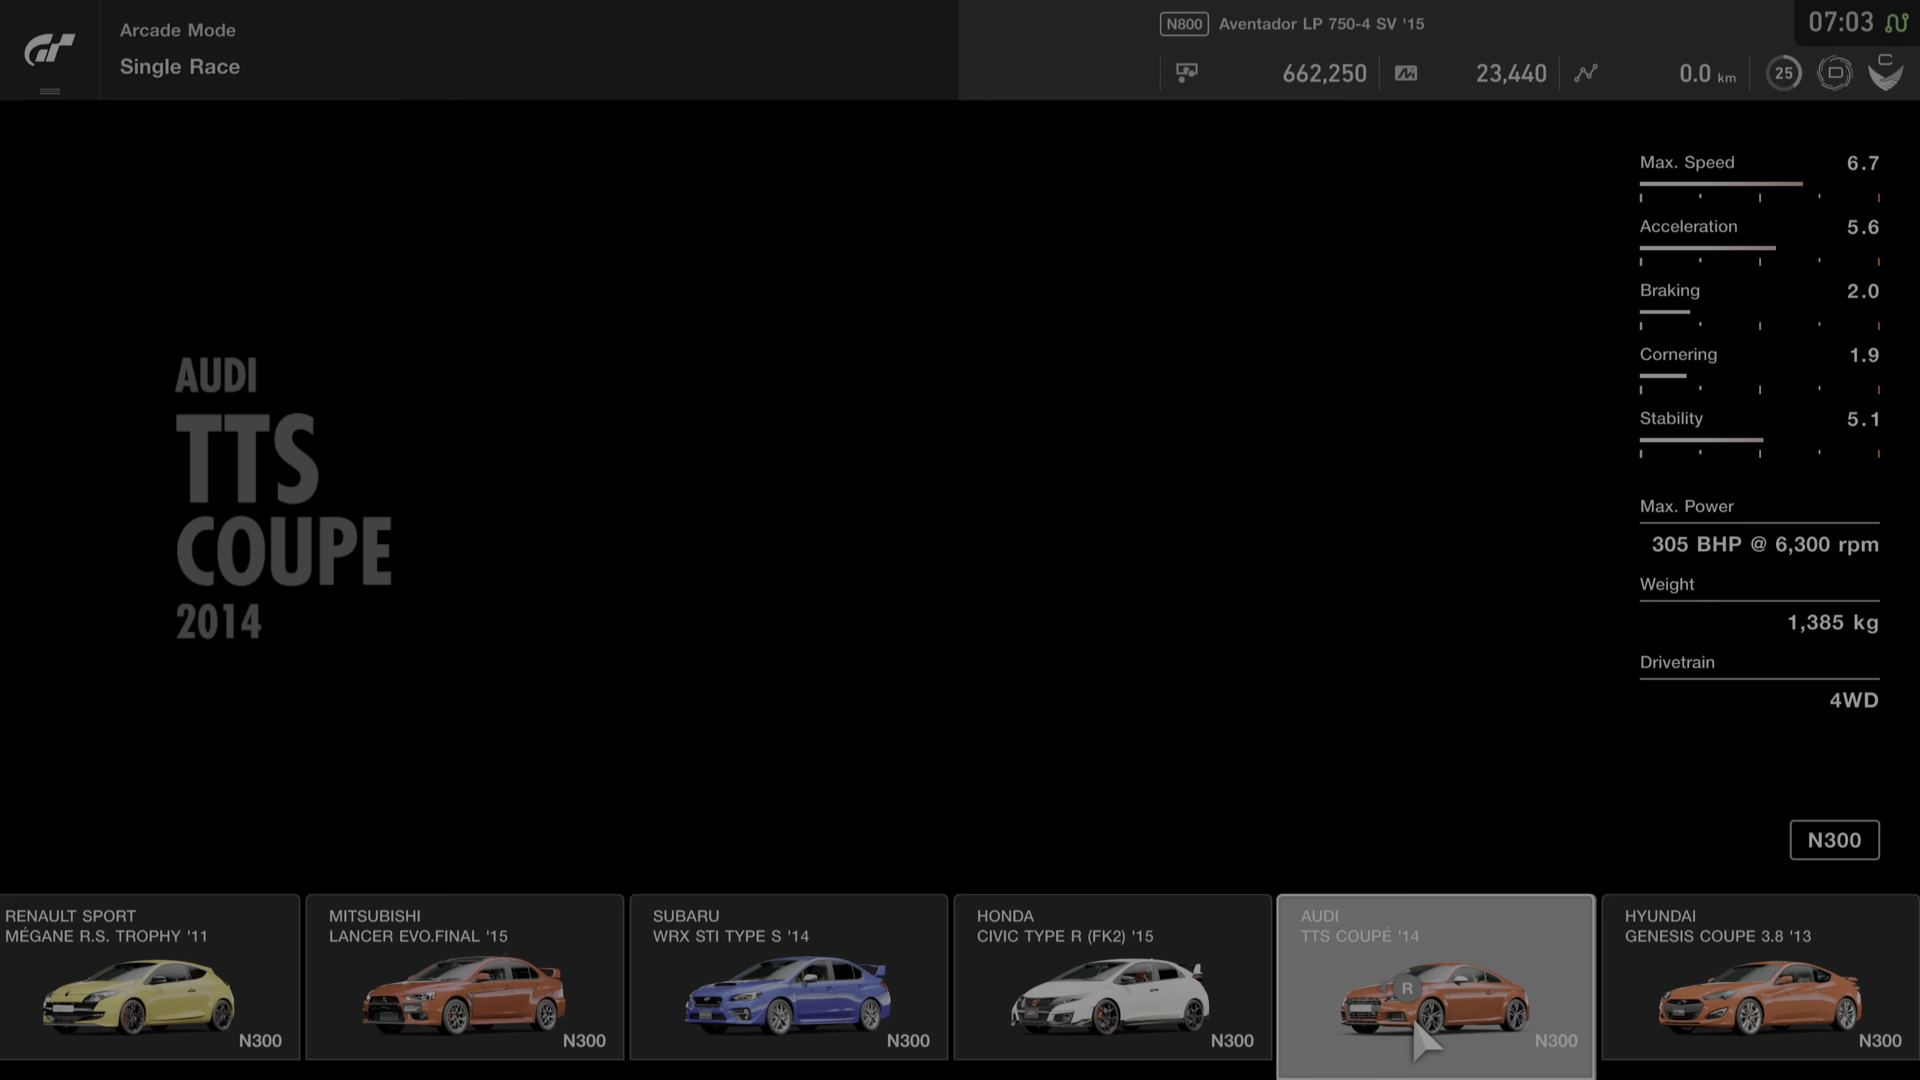 Arcade Mode
Single Race
N800 Aventador LP 750-4 SV '15
07:03
662,250
23,440
0.0 km
25
D
C
Max. Speed 6.7
Acceleration 5.6
Braking 2.0
Cornering 1.9
Stability 5.1
Max. Power
305 BHP @ 6,300 rpm
Weight
1,385 kg
Drivetrain
4WD
N300
AUDI
TTS
COUPE
2014
RENAULT SPORT
MÉGANE R.S. TROPHY '11
N300
MITSUBISHI
LANCER EVO.FINAL '15
N300
SUBARU
WRX STI TYPE S '14
N300
HONDA
CIVIC TYPE R (FK2) '15
N300
AUDI
TTS COUPÉ '14
R
N300
HYUNDAI
GENESIS COUPE 3.8 '13
N300